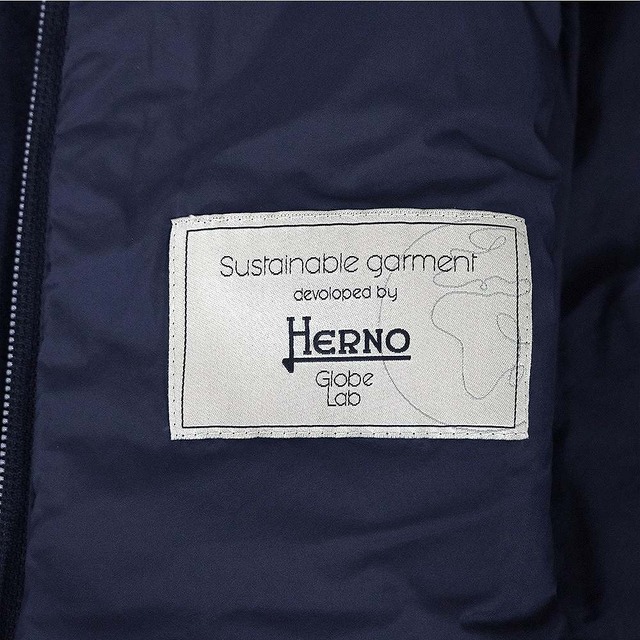 Sustainable garment
devoloped by
HERNO
Globe
Lab